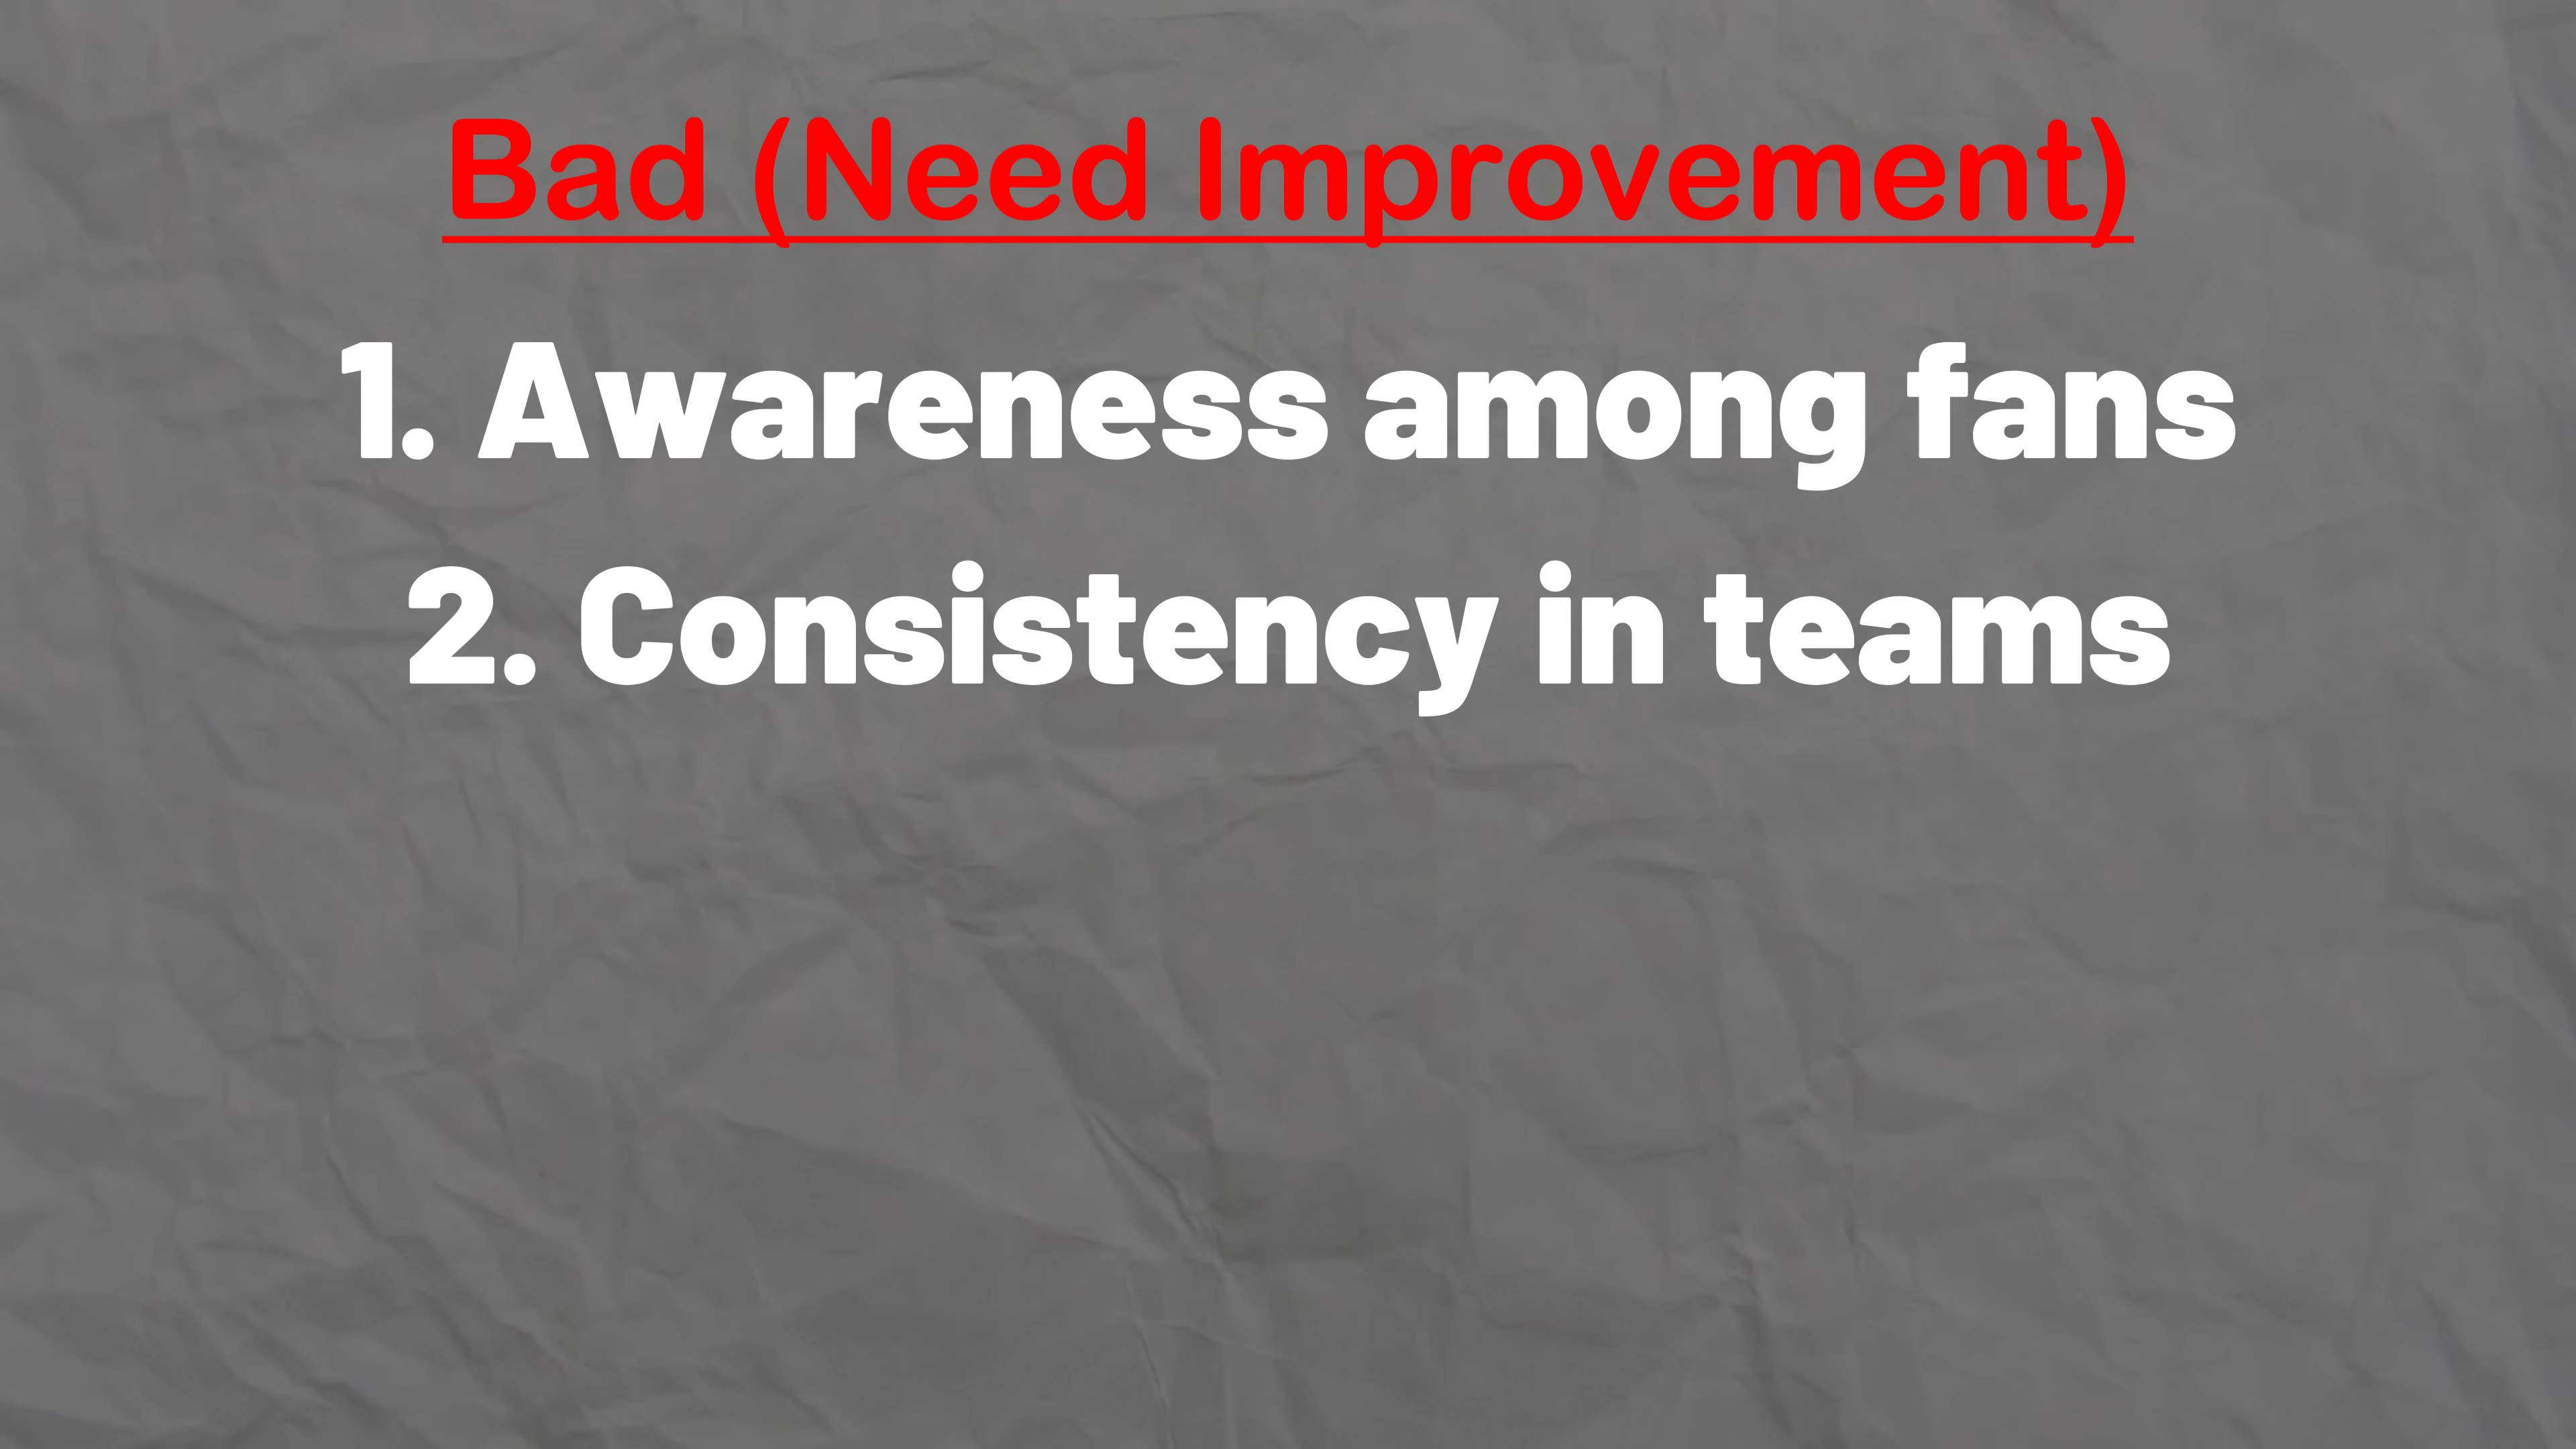 Bad (Need Improvement)
1. Awareness among fans
2. Consistency in teams